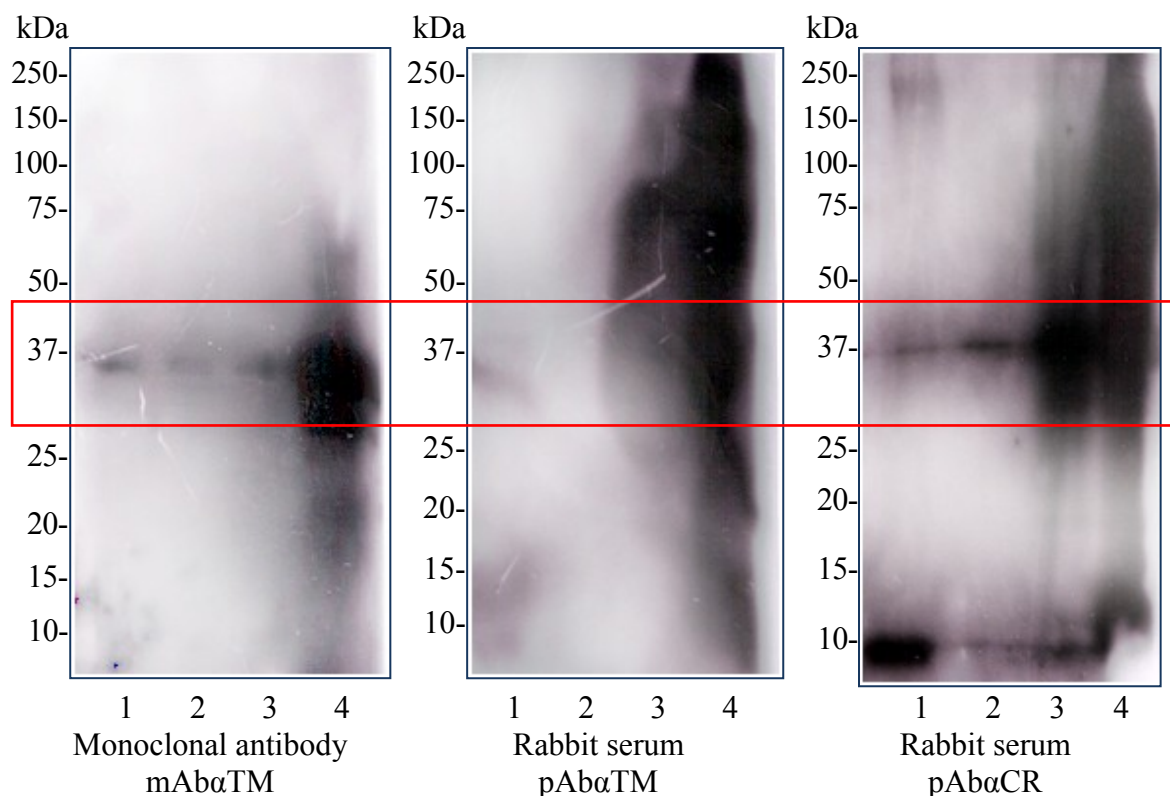 kDa
250-
150-
100-
75-
50-
37-
25-
20-
15-
10-
1 2 3 4
Monoclonal antibody
mAbαTM
kDa
250-
150-
100-
75-
50-
37-
25-
20-
15-
10-
1 2 3 4
Rabbit serum
pAbαTM
kDa
250-
150-
100-
75-
50-
37-
25-
20-
15-
10-
1 2 3 4
Rabbit serum
pAbαCR